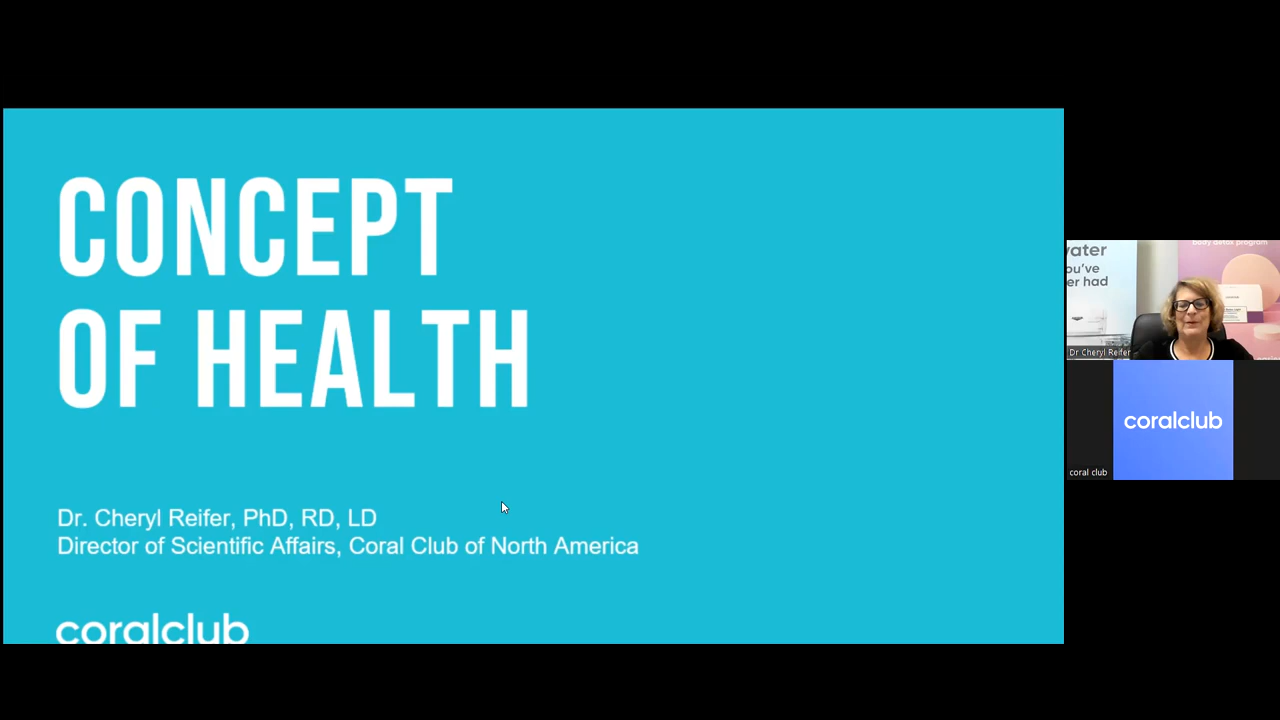 CONCEPT
OF HEALTH
Dr. Cheryl Reifer, PhD, RD, LD
Director of Scientific Affairs, Coral Club of North America
coralclub
body detox program
vater
ou've
er had
Dr Cheryl Reifer
coralclub
coral club